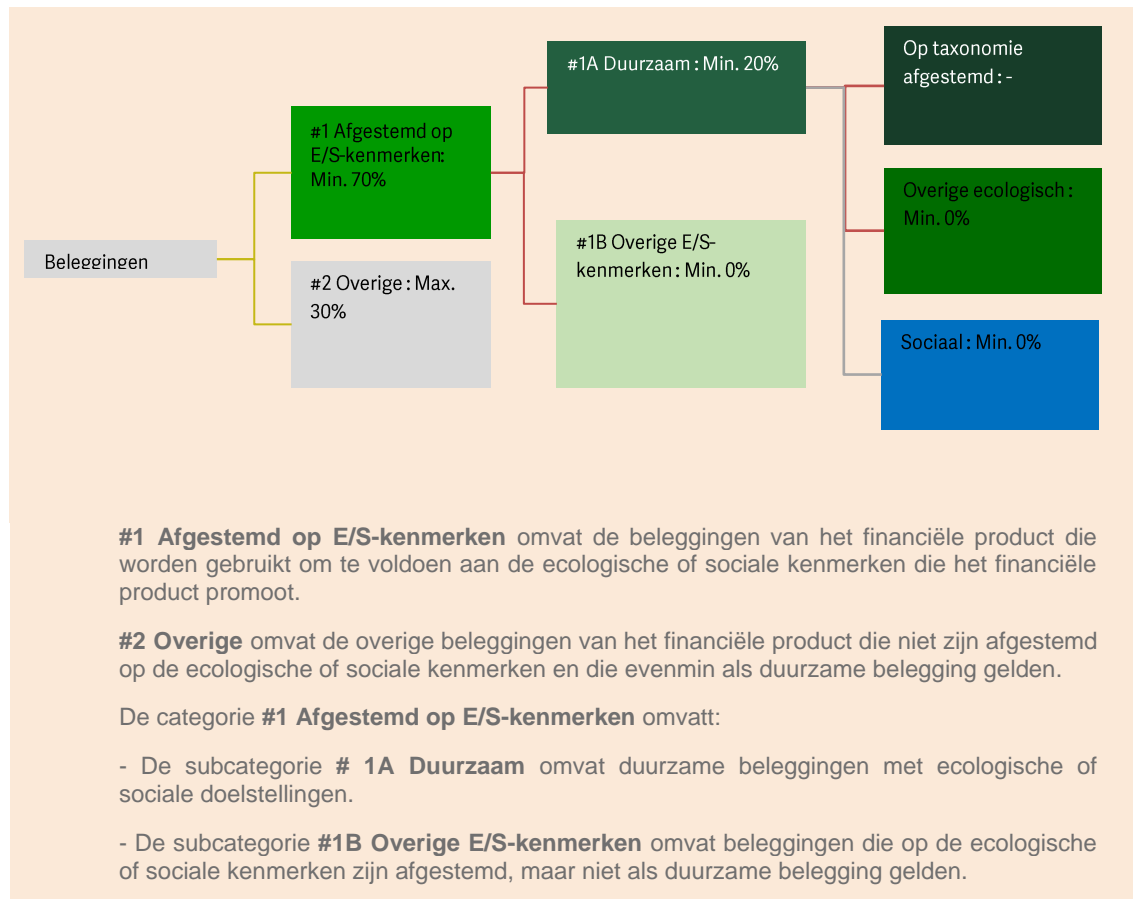 Beleggingen
#1 Afgestemd op
E/S-kenmerken:
Min. 70%
#2 Overige : Max.
30%
#1A Duurzaam : Min. 20%
#1B Overige E/S-
kenmerken : Min. 0%
Op taxonomie
afgestemd : -
Overige ecologisch :
Min. 0%
Sociaal : Min. 0%
#1 Afgestemd op E/S-kenmerken omvat de beleggingen van het financiële product die
worden gebruikt om te voldoen aan de ecologische of sociale kenmerken die het financiële
product promoot.
#2 Overige omvat de overige beleggingen van het financiële product die niet zijn afgestemd
op de ecologische of sociale kenmerken en die evenmin als duurzame belegging gelden.
De categorie #1 Afgestemd op E/S-kenmerken omvatt:
- De subcategorie # 1A Duurzaam omvat duurzame beleggingen met ecologische of
sociale doelstellingen.
- De subcategorie #1B Overige E/S-kenmerken omvat beleggingen die op de ecologische
of sociale kenmerken zijn afgestemd, maar niet als duurzame belegging gelden.